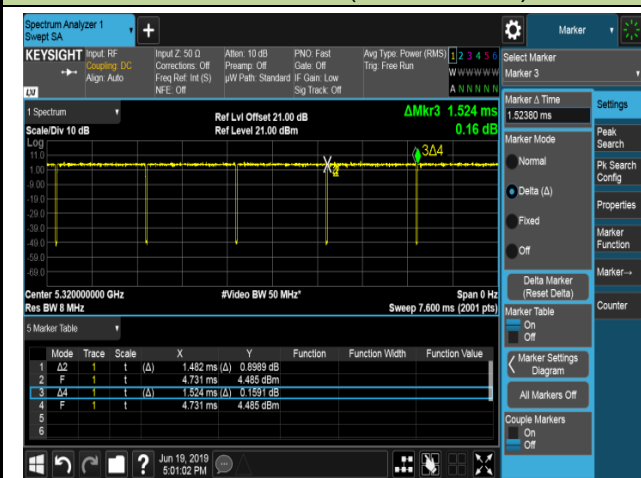 Spectrum Analyzer 1
Swept SA
+
Marker
KEYSIGHT
Input: RF
Coupling: DC
Align: Auto
Input Z: 50 Ω
Corrections: Off
Freq Ref: Int (S)
NFE: Off
Atten: 10 dB
Preamp: Off
µW Path: Standard
PNO: Fast
Gate: Off
IF Gain: Low
Sig Track: Off
Avg Type: Power (RMS)
Trig: Free Run
1 2 3 4 5 6
W W W W W W
A N N N N N
LXI
Select Marker
Marker 3
1 Spectrum
Scale/Div 10 dB
Ref Lvl Offset 21.00 dB
Ref Level 21.00 dBm
ΔMkr3 1.524 ms
0.16 dB
Log
11.0
1.00
-9.00
-19.0
-29.0
-39.0
-49.0
-59.0
-69.0
3Δ4
Center 5.320000000 GHz
Res BW 8 MHz
#Video BW 50 MHz*
Span 0 Hz
Sweep 7.600 ms (2001 pts)
5 Marker Table
Mode Trace Scale X Y Function Function Width Function Value
1 Δ2 1 t (Δ) 1.482 ms (Δ) 0.8989 dB
2 F 1 t 4.731 ms 4.485 dBm
3 Δ4 1 t (Δ) 1.524 ms (Δ) 0.1591 dB
4 F 1 t 4.731 ms 4.485 dBm
5
6
Jun 19, 2019
5:01:02 PM
?
Marker Δ Time
1.52380 ms
Marker Mode
Normal
Delta (Δ)
Fixed
Off
Delta Marker
(Reset Delta)
Marker Table
On
Off
Marker Settings
Diagram
All Markers Off
Couple Markers
On
Off
Settings
Peak
Search
Pk Search
Config
Properties
Marker
Function
Marker→
Counter